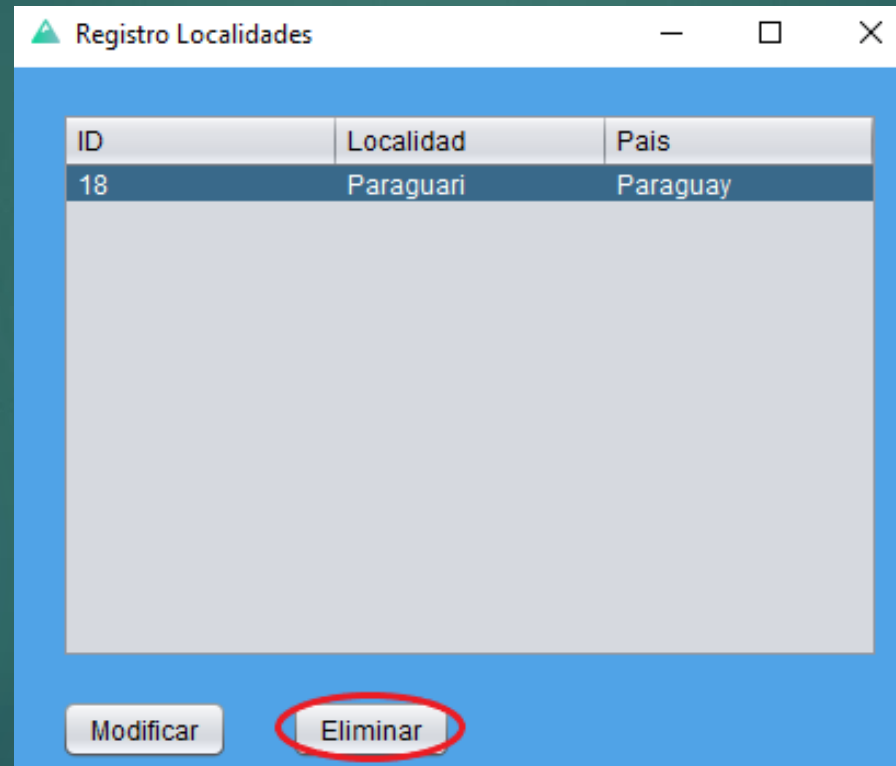 Registro Localidades
ID Localidad Pais
18 Paraguari Paraguay
Modificar Eliminar